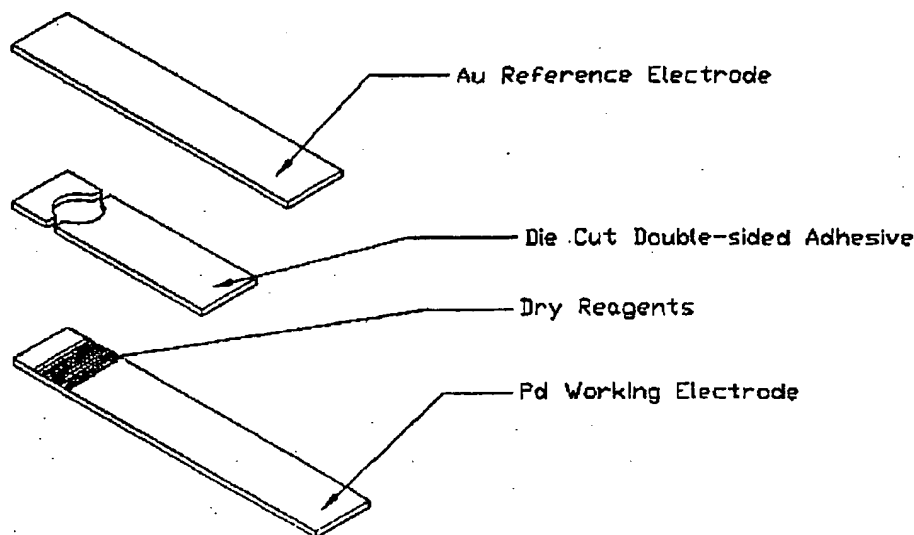 Au Reference Electrode
Die Cut Double-sided Adhesive
Dry Reagents
Pd Working Electrode